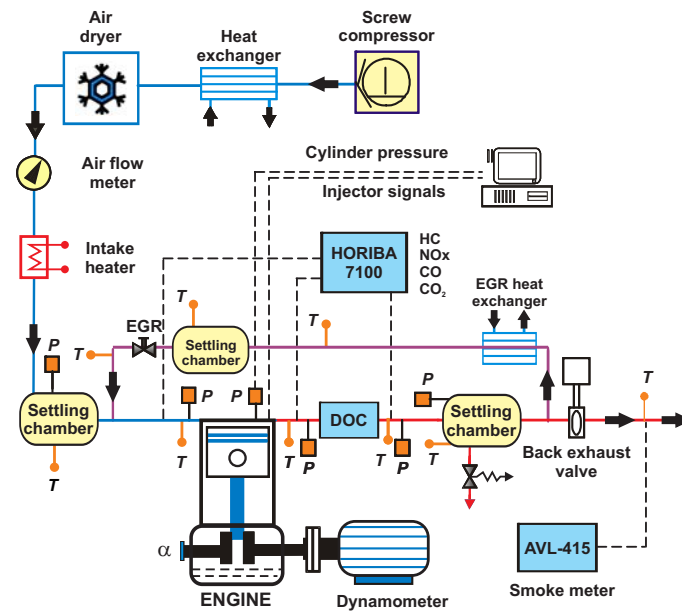 Air
dryer
Heat
exchanger
Screw
compressor
Air flow
meter
Cylinder pressure
Injector signals
Intake
heater
HORIBA
7100
HC
NOx
CO
CO2
EGR heat
exchanger
T
EGR
T
T
Settling
chamber
P
T
P
P
P
T
Settling
chamber
DOC
Settling
chamber
T
T
P
T
P
T
T
Back exhaust
valve
α
AVL-415
ENGINE
Dynamometer
Smoke meter